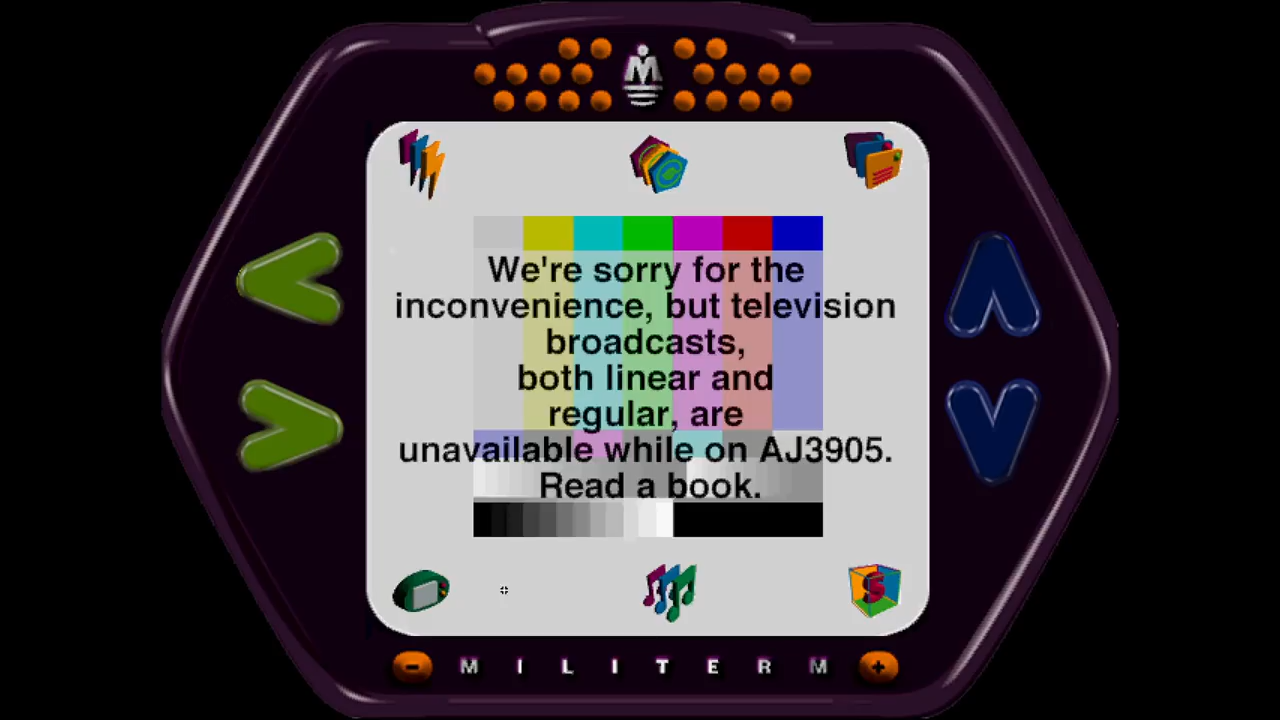 We're sorry for the
inconvenience, but television
broadcasts,
both linear and
regular, are
unavailable while on AJ3905.
Read a book.
S
- M I L I T E R M +